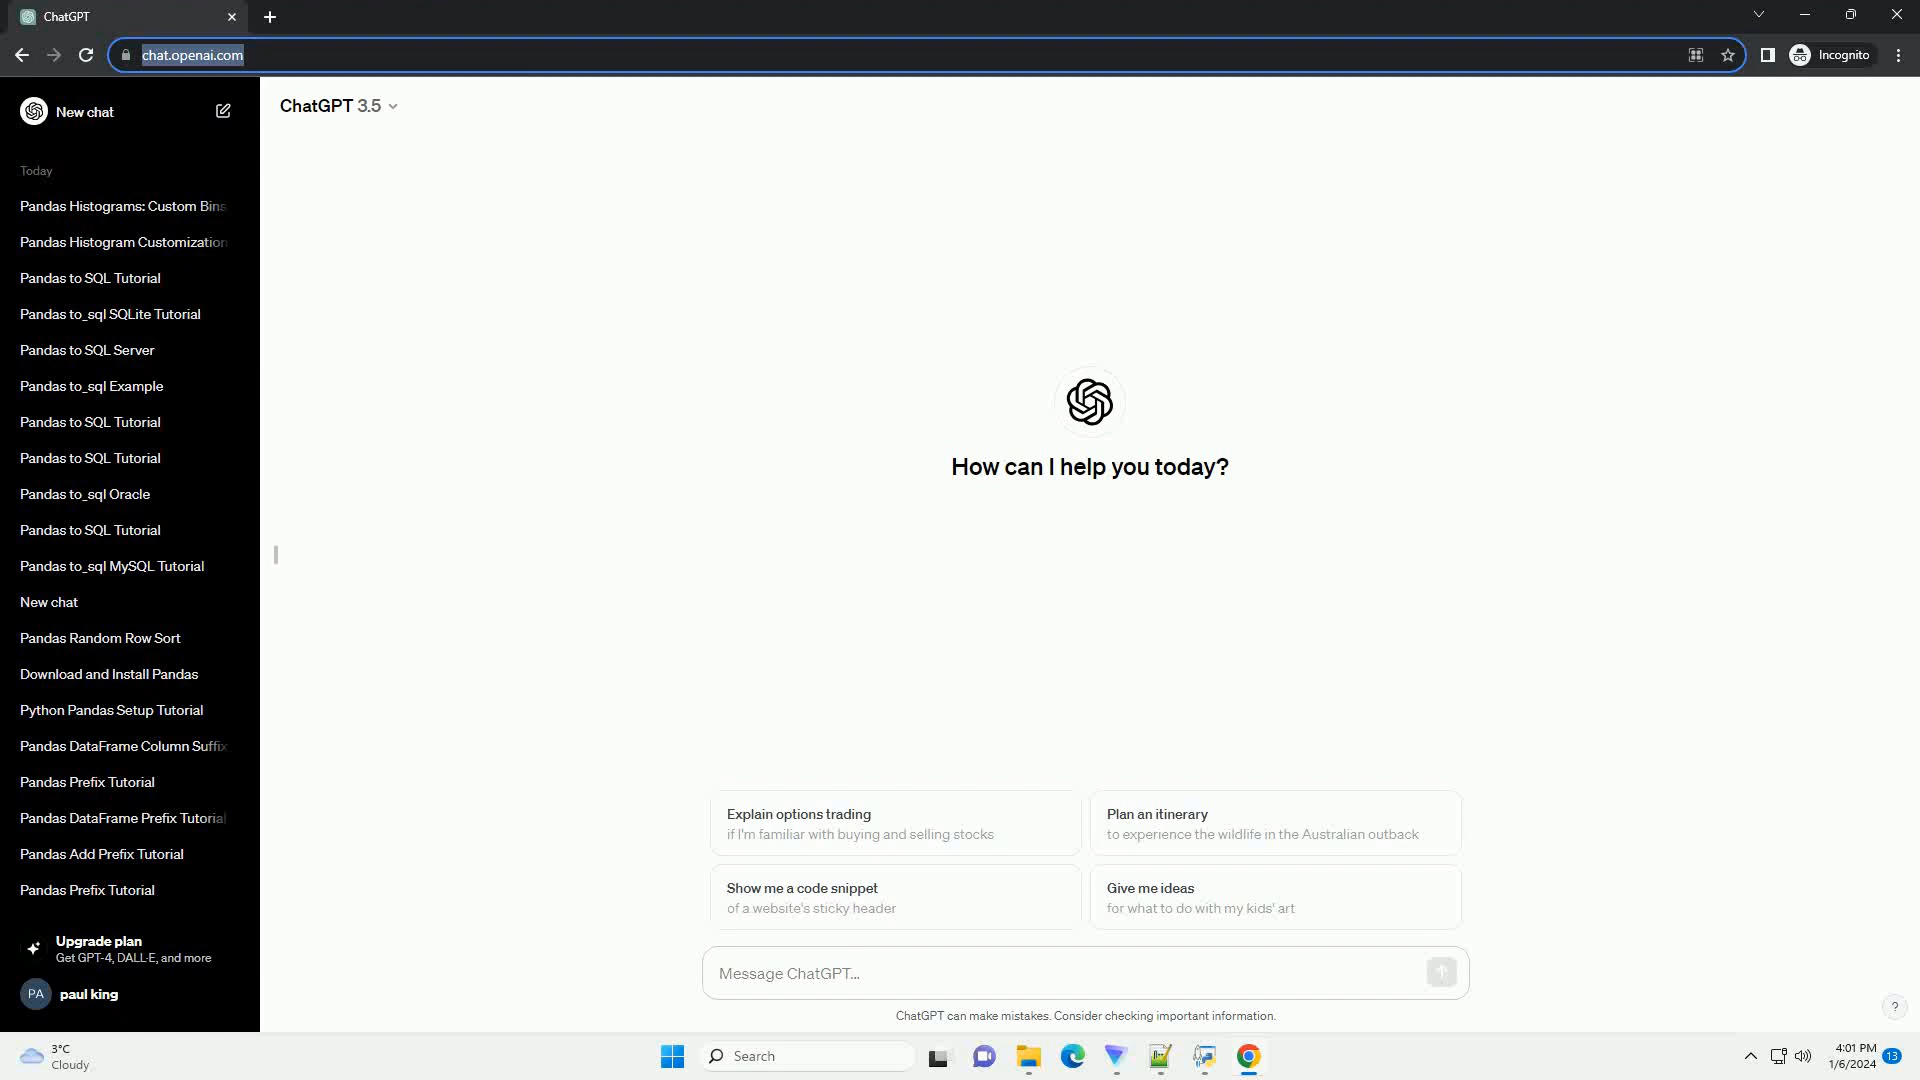 ChatGPT
chat.openai.com
Incognito
New chat
ChatGPT 3.5
Today
Pandas Histograms: Custom Bins
Pandas Histogram Customization
Pandas to SQL Tutorial
Pandas to_sql SQLite Tutorial
Pandas to SQL Server
Pandas to_sql Example
Pandas to SQL Tutorial
Pandas to SQL Tutorial
Pandas to_sql Oracle
Pandas to SQL Tutorial
Pandas to_sql MySQL Tutorial
New chat
Pandas Random Row Sort
Download and Install Pandas
Python Pandas Setup Tutorial
Pandas DataFrame Column Suffix
Pandas Prefix Tutorial
Pandas DataFrame Prefix Tutorial
Pandas Add Prefix Tutorial
Pandas Prefix Tutorial
Upgrade plan
Get GPT-4, DALL·E, and more
PA
paul king
How can I help you today?
Explain options trading
if I'm familiar with buying and selling stocks
Plan an itinerary
to experience the wildlife in the Australian outback
Show me a code snippet
of a website's sticky header
Give me ideas
for what to do with my kids' art
Message ChatGPT...
ChatGPT can make mistakes. Consider checking important information.
?
3°C
Cloudy
Search
4:01 PM
1/6/2024
13